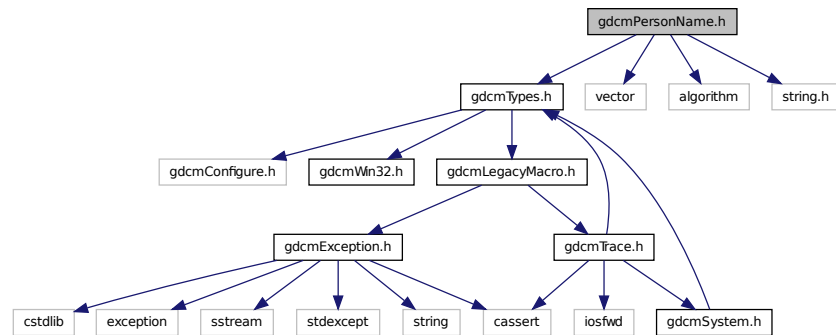 gdcmPersonName.h
gdcmTypes.h
vector
algorithm
string.h
gdcmConfigure.h
gdcmWin32.h
gdcmLegacyMacro.h
gdcmException.h
gdcmTrace.h
cstdlib
exception
sstream
stdexcept
string
cassert
iosfwd
gdcmSystem.h